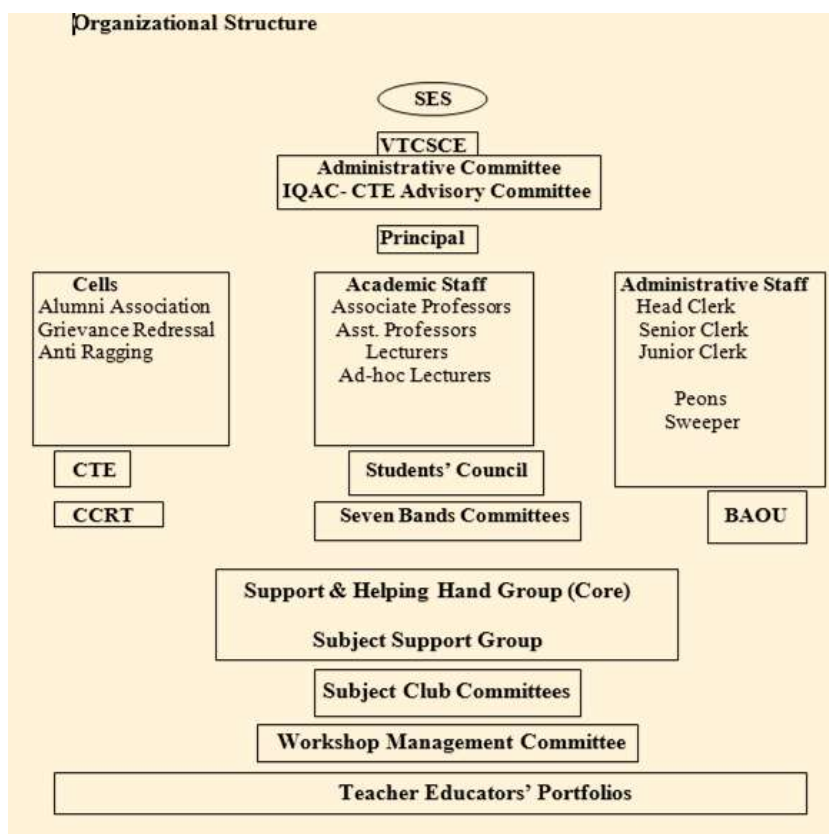 Organizational Structure
SES
VTCSCE
Administrative Committee
IQAC- CTE Advisory Committee
Principal
Cells
Alumni Association
Grievance Redressal
Anti Ragging
Academic Staff
Associate Professors
Asst. Professors
Lecturers
Ad-hoc Lecturers
Administrative Staff
Head Clerk
Senior Clerk
Junior Clerk
Peons
Sweeper
CTE
Students’ Council
CCRT
Seven Bands Committees
BAOU
Support & Helping Hand Group (Core)
Subject Support Group
Subject Club Committees
Workshop Management Committee
Teacher Educators’ Portfolios